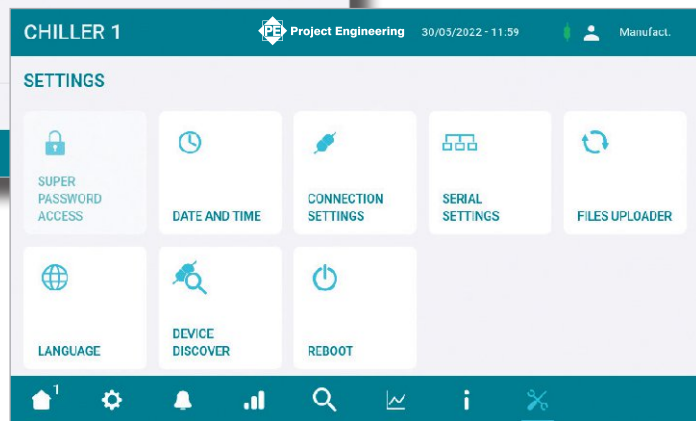 CHILLER 1
PE Project Engineering
30/05/2022 - 11:59
Manufact.
SETTINGS
SUPER
PASSWORD
ACCESS
DATE AND TIME
CONNECTION
SETTINGS
SERIAL
SETTINGS
FILES UPLOADER
LANGUAGE
DEVICE
DISCOVER
REBOOT
1